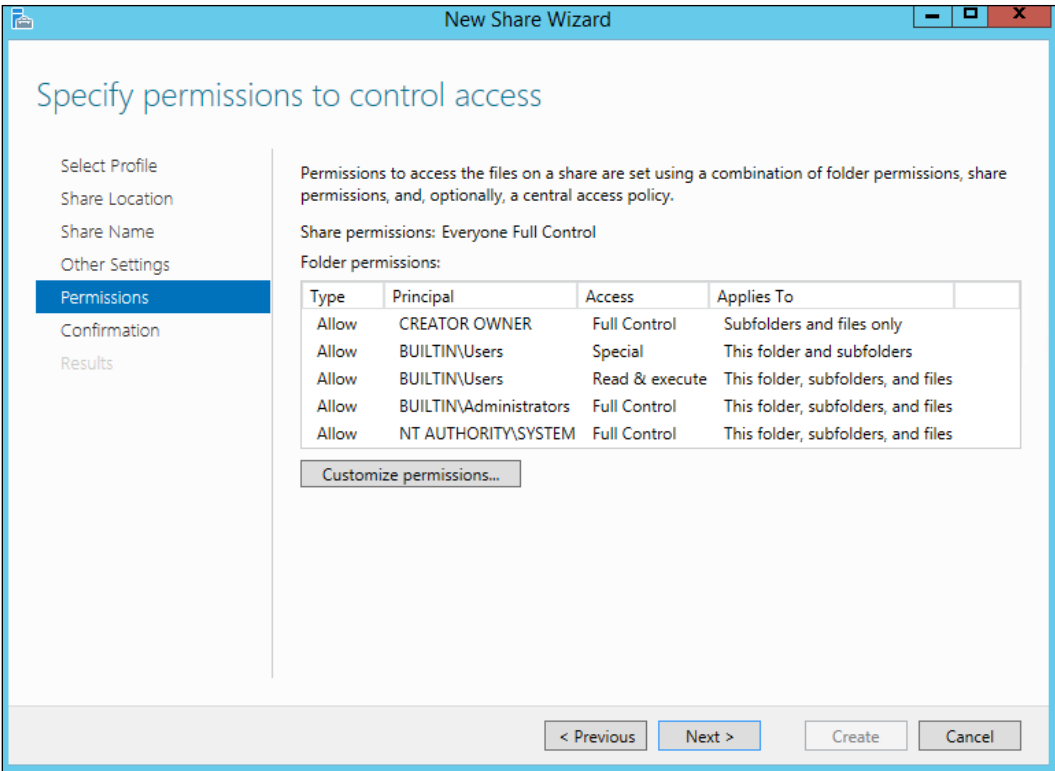 New Share Wizard
Specify permissions to control access
Select Profile
Share Location
Share Name
Other Settings
Permissions
Confirmation
Results
Permissions to access the files on a share are set using a combination of folder permissions, share
permissions, and, optionally, a central access policy.
Share permissions: Everyone Full Control
Folder permissions:
Type Principal Access Applies To
Allow CREATOR OWNER Full Control Subfolders and files only
Allow BUILTIN\Users Special This folder and subfolders
Allow BUILTIN\Users Read & execute This folder, subfolders, and files
Allow BUILTIN\Administrators Full Control This folder, subfolders, and files
Allow NT AUTHORITY\SYSTEM Full Control This folder, subfolders, and files
Customize permissions...
< Previous Next > Create Cancel